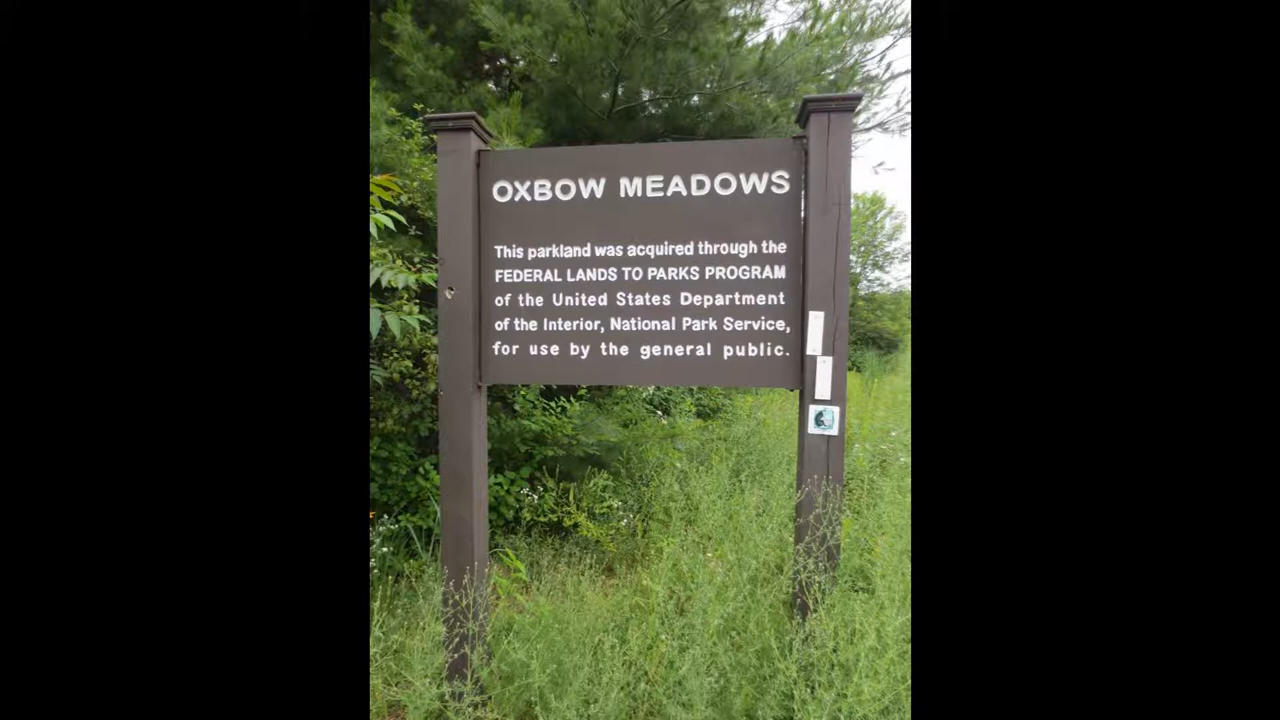 OXBOW MEADOWS
This parkland was acquired through the
FEDERAL LANDS TO PARKS PROGRAM
of the United States Department
of the Interior, National Park Service,
for use by the general public.